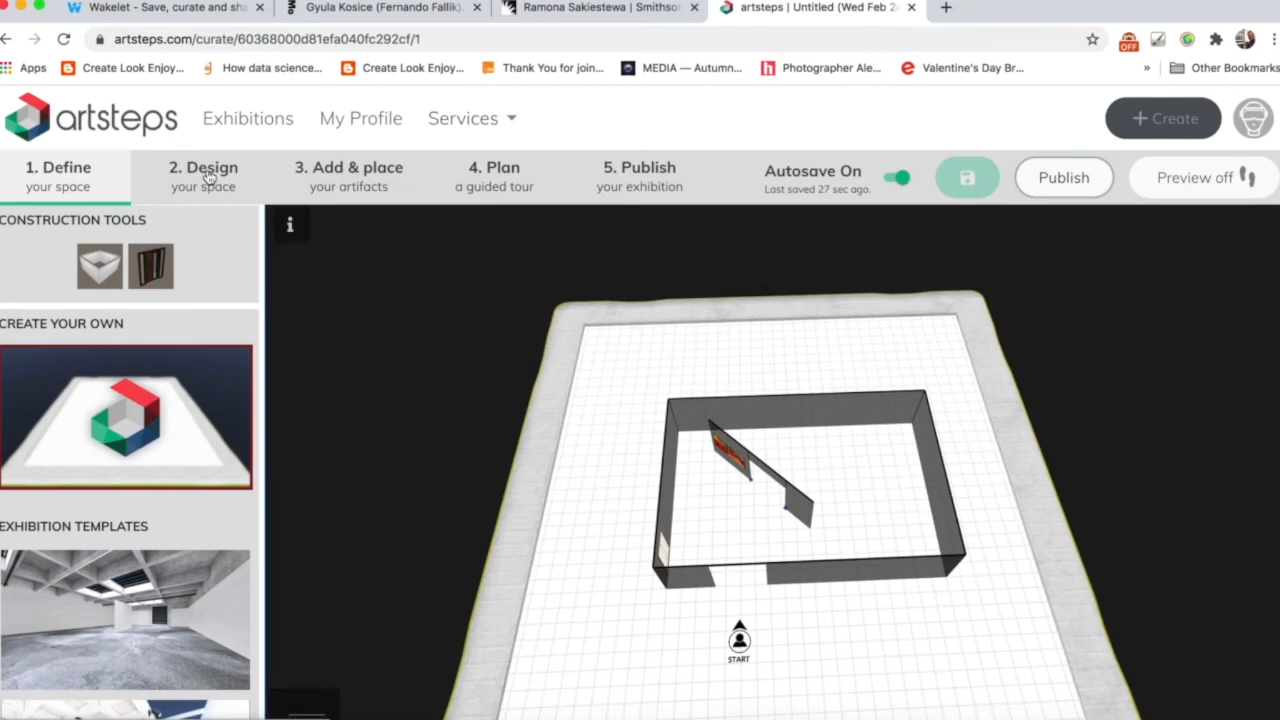 Wakelet - Save, curate and sha
Gyula Kosice (Fernando Fallik).
Ramona Sakiestewa | Smithson
artsteps | Untitled (Wed Feb 24
artsteps.com/curate/60368000d81efa040fc292cf/1
OFF
Apps
Create Look Enjoy...
How data science...
Create Look Enjoy...
Thank You for join...
MEDIA — Autumn...
Photographer Ale...
Valentine's Day Br...
»
Other Bookmarks
artsteps
Exhibitions
My Profile
Services
+ Create
1. Define
your space
2. Design
your space
3. Add & place
your artifacts
4. Plan
a guided tour
5. Publish
your exhibition
Autosave On
Last saved 27 sec ago.
Publish
Preview off
CONSTRUCTION TOOLS
i
CREATE YOUR OWN
EXHIBITION TEMPLATES
START